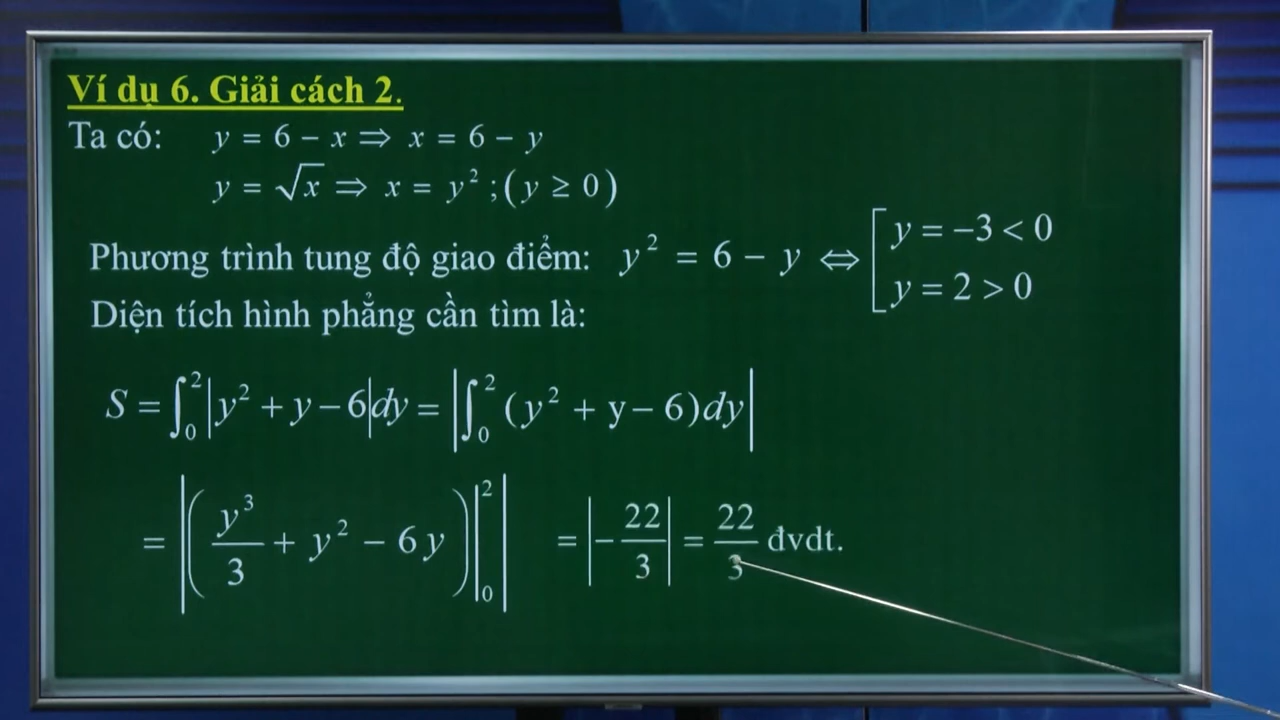 Ví dụ 6. Giải cách 2.
Ta có: y = 6 − x ⇒ x = 6 − y
y = √x ⇒ x = y² ; (y ≥ 0)
Phương trình tung độ giao điểm: y² = 6 − y ⇔ [ y = −3 < 0
y = 2 > 0
Diện tích hình phẳng cần tìm là:
S = ∫₀² |y² + y − 6| dy = |∫₀² (y² + y − 6) dy|
= |(y³/3 + y² − 6y)|₀²| = |−22/3| = 22/3 đvdt.